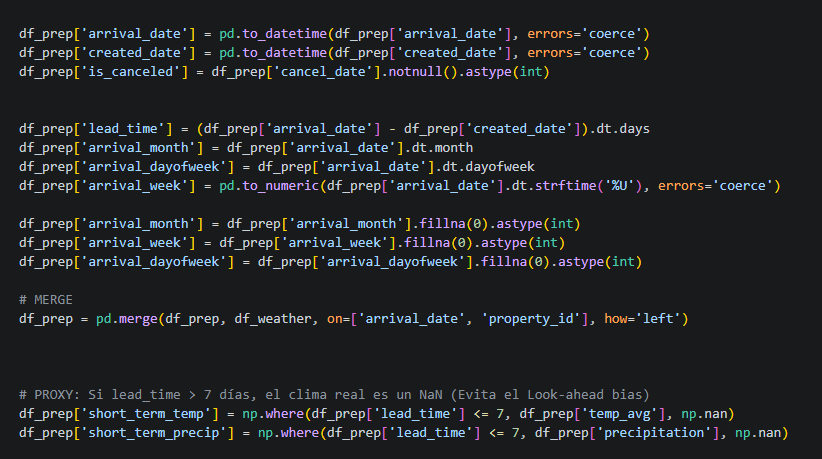 df_prep['arrival_date'] = pd.to_datetime(df_prep['arrival_date'], errors='coerce')
df_prep['created_date'] = pd.to_datetime(df_prep['created_date'], errors='coerce')
df_prep['is_canceled'] = df_prep['cancel_date'].notnull().astype(int)
df_prep['lead_time'] = (df_prep['arrival_date'] - df_prep['created_date']).dt.days
df_prep['arrival_month'] = df_prep['arrival_date'].dt.month
df_prep['arrival_dayofweek'] = df_prep['arrival_date'].dt.dayofweek
df_prep['arrival_week'] = pd.to_numeric(df_prep['arrival_date'].dt.strftime('%U'), errors='coerce')
df_prep['arrival_month'] = df_prep['arrival_month'].fillna(0).astype(int)
df_prep['arrival_week'] = df_prep['arrival_week'].fillna(0).astype(int)
df_prep['arrival_dayofweek'] = df_prep['arrival_dayofweek'].fillna(0).astype(int)
# MERGE
df_prep = pd.merge(df_prep, df_weather, on=['arrival_date', 'property_id'], how='left')
# PROXY: Si lead_time > 7 días, el clima real es un NaN (Evita el Look-ahead bias)
df_prep['short_term_temp'] = np.where(df_prep['lead_time'] <= 7, df_prep['temp_avg'], np.nan)
df_prep['short_term_precip'] = np.where(df_prep['lead_time'] <= 7, df_prep['precipitation'], np.nan)